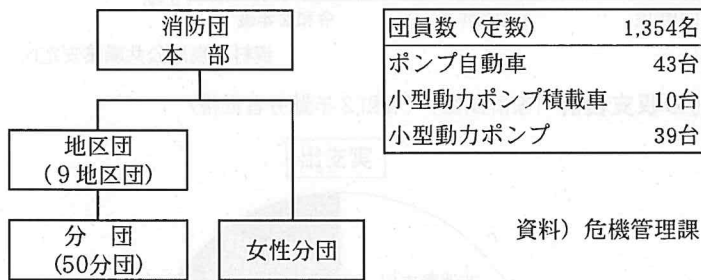 消防団
本部
地区団
(9地区団)
分団
(50分団)
女性分団
団員数(定数) 1,354名
ポンプ自動車 43台
小型動力ポンプ積載車 10台
小型動力ポンプ 39台
資料)危機管理課